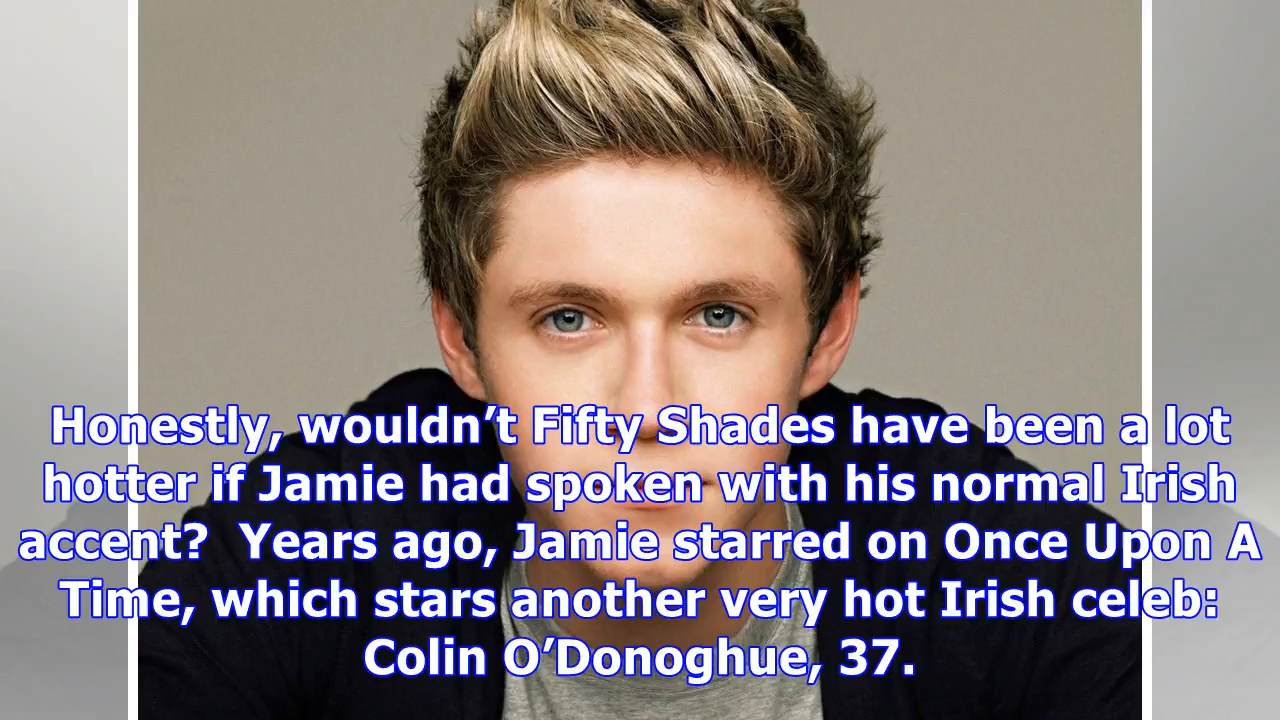 Honestly, wouldn’t Fifty Shades have been a lot
hotter if Jamie had spoken with his normal Irish
accent?  Years ago, Jamie starred on Once Upon A
Time, which stars another very hot Irish celeb:
Colin O’Donoghue, 37.